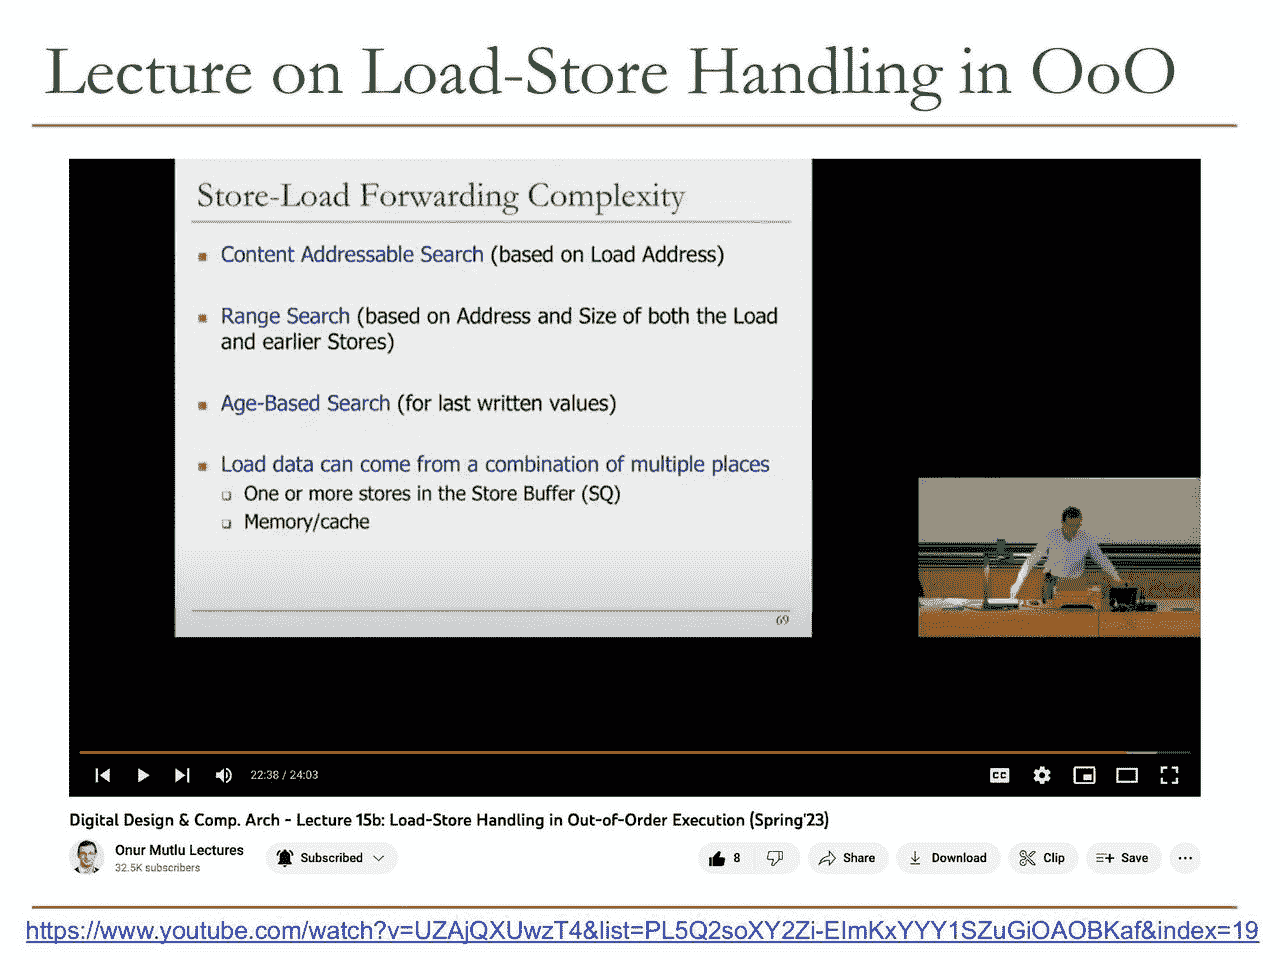 Lecture on Load-Store Handling in OoO
Store-Load Forwarding Complexity
Content Addressable Search (based on Load Address)
Range Search (based on Address and Size of both the Load
and earlier Stores)
Age-Based Search (for last written values)
Load data can come from a combination of multiple places
One or more stores in the Store Buffer (SQ)
Memory/cache
69
22:38 / 24:03
CC
Digital Design & Comp. Arch - Lecture 15b: Load-Store Handling in Out-of-Order Execution (Spring'23)
Onur Mutlu Lectures
32.5K subscribers
Subscribed
8
Share
Download
Clip
Save
https://www.youtube.com/watch?v=UZAjQXUwzT4&list=PL5Q2soXY2Zi-EImKxYYY1SZuGiOAOBKaf&index=19